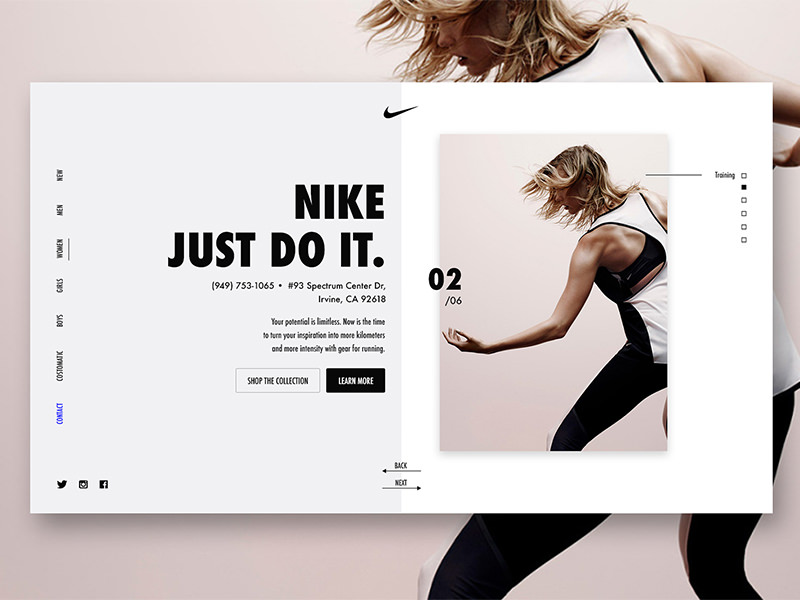 NEW
MEN
WOMEN
GIRLS
BOYS
COSTOMATIC
CONTACT
NIKE
JUST DO IT.
(949) 753-1065 • #93 Spectrum Center Dr,
Irvine, CA 92618
Your potential is limitless. Now is the time
to turn your inspiration into more kilometers
and more intensity with gear for running.
SHOP THE COLLECTION
LEARN MORE
BACK
NEXT
02
/06
Training